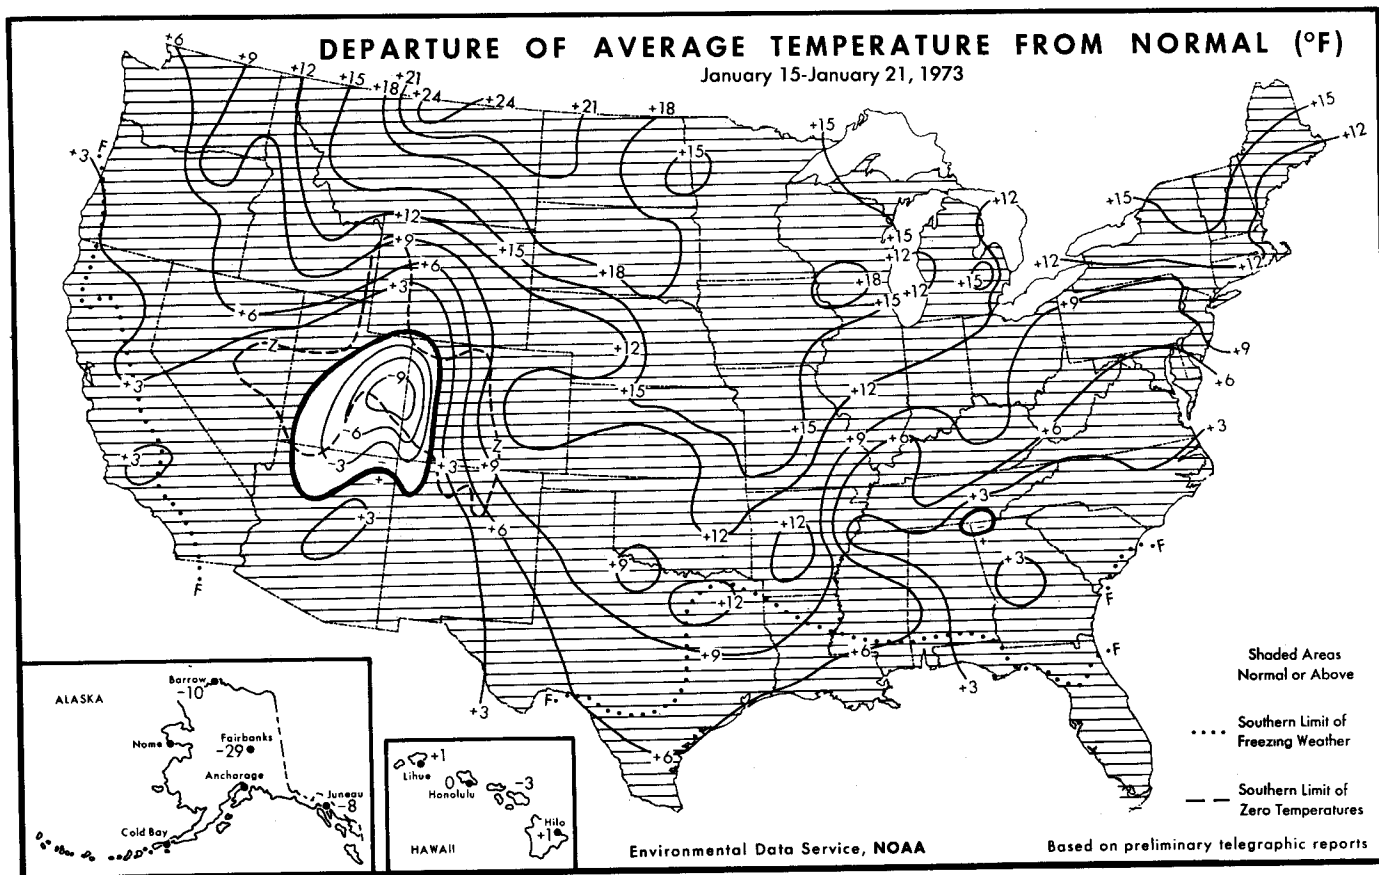 DEPARTURE OF AVERAGE TEMPERATURE FROM NORMAL (°F)
January 15-January 21, 1973
+6
+9
+12
+15
+18
+21
+24
+24
+21
+18
+15
+15
+12
+3
F
+15
+15
+12
+15
+12
+9
+15
+15
+12
+12
+12
+6
+18
+18
+15
+3
+15
+12
+9
+6
Z
+12
+9
-9
+3
+15
+12
+6
-6
+15
+9
+6
+6
+3
Z
+3
-3
+3
+9
+
+3
+3
+6
+12
+12
+
F
+9
+3
F
+12
F
+9
+6
F
+3
+3
F
+6
Shaded Areas
Normal or Above
Southern Limit of
Freezing Weather
Southern Limit of
Zero Temperatures
ALASKA
Barrow
-10
Nome
Fairbanks
-29
Anchorage
Juneau
-8
Cold Bay
+1
Lihue
0
Honolulu
-3
Hilo
+1
HAWAII
Environmental Data Service, NOAA
Based on preliminary telegraphic reports